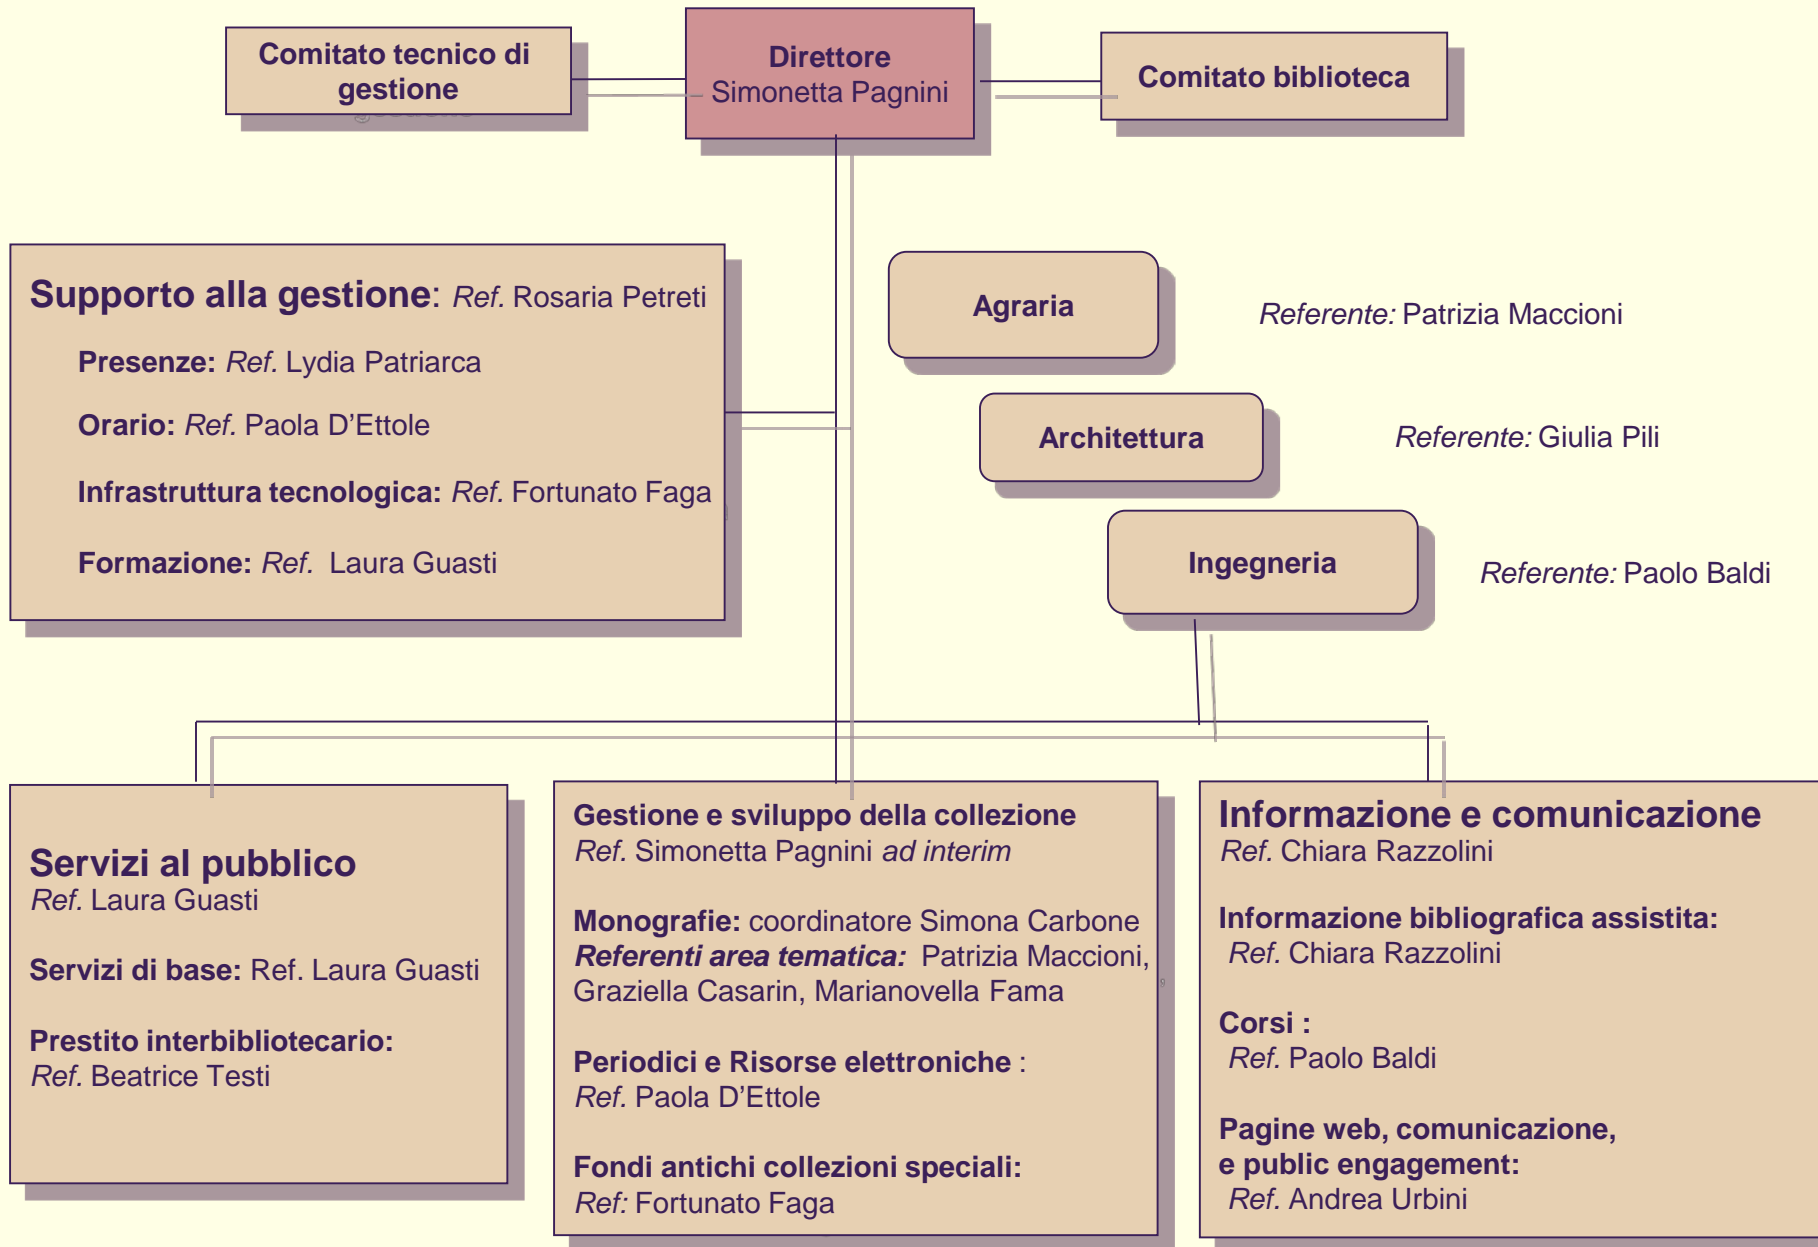 Comitato tecnico di
gestione
Direttore
Simonetta Pagnini
Comitato biblioteca
Supporto alla gestione: Ref. Rosaria Petreti
Presenze: Ref. Lydia Patriarca
Orario: Ref. Paola D’Ettole
Infrastruttura tecnologica: Ref. Fortunato Faga
Formazione: Ref. Laura Guasti
Agraria
Referente: Patrizia Maccioni
Architettura
Referente: Giulia Pili
Ingegneria
Referente: Paolo Baldi
Servizi al pubblico
Ref. Laura Guasti
Servizi di base: Ref. Laura Guasti
Prestito interbibliotecario:
Ref. Beatrice Testi
Gestione e sviluppo della collezione
Ref. Simonetta Pagnini ad interim
Monografie: coordinatore Simona Carbone
Referenti area tematica: Patrizia Maccioni,
Graziella Casarin, Marianovella Fama
Periodici e Risorse elettroniche :
Ref. Paola D’Ettole
Fondi antichi collezioni speciali:
Ref: Fortunato Faga
Informazione e comunicazione
Ref. Chiara Razzolini
Informazione bibliografica assistita:
Ref. Chiara Razzolini
Corsi :
Ref. Paolo Baldi
Pagine web, comunicazione,
e public engagement:
Ref. Andrea Urbini